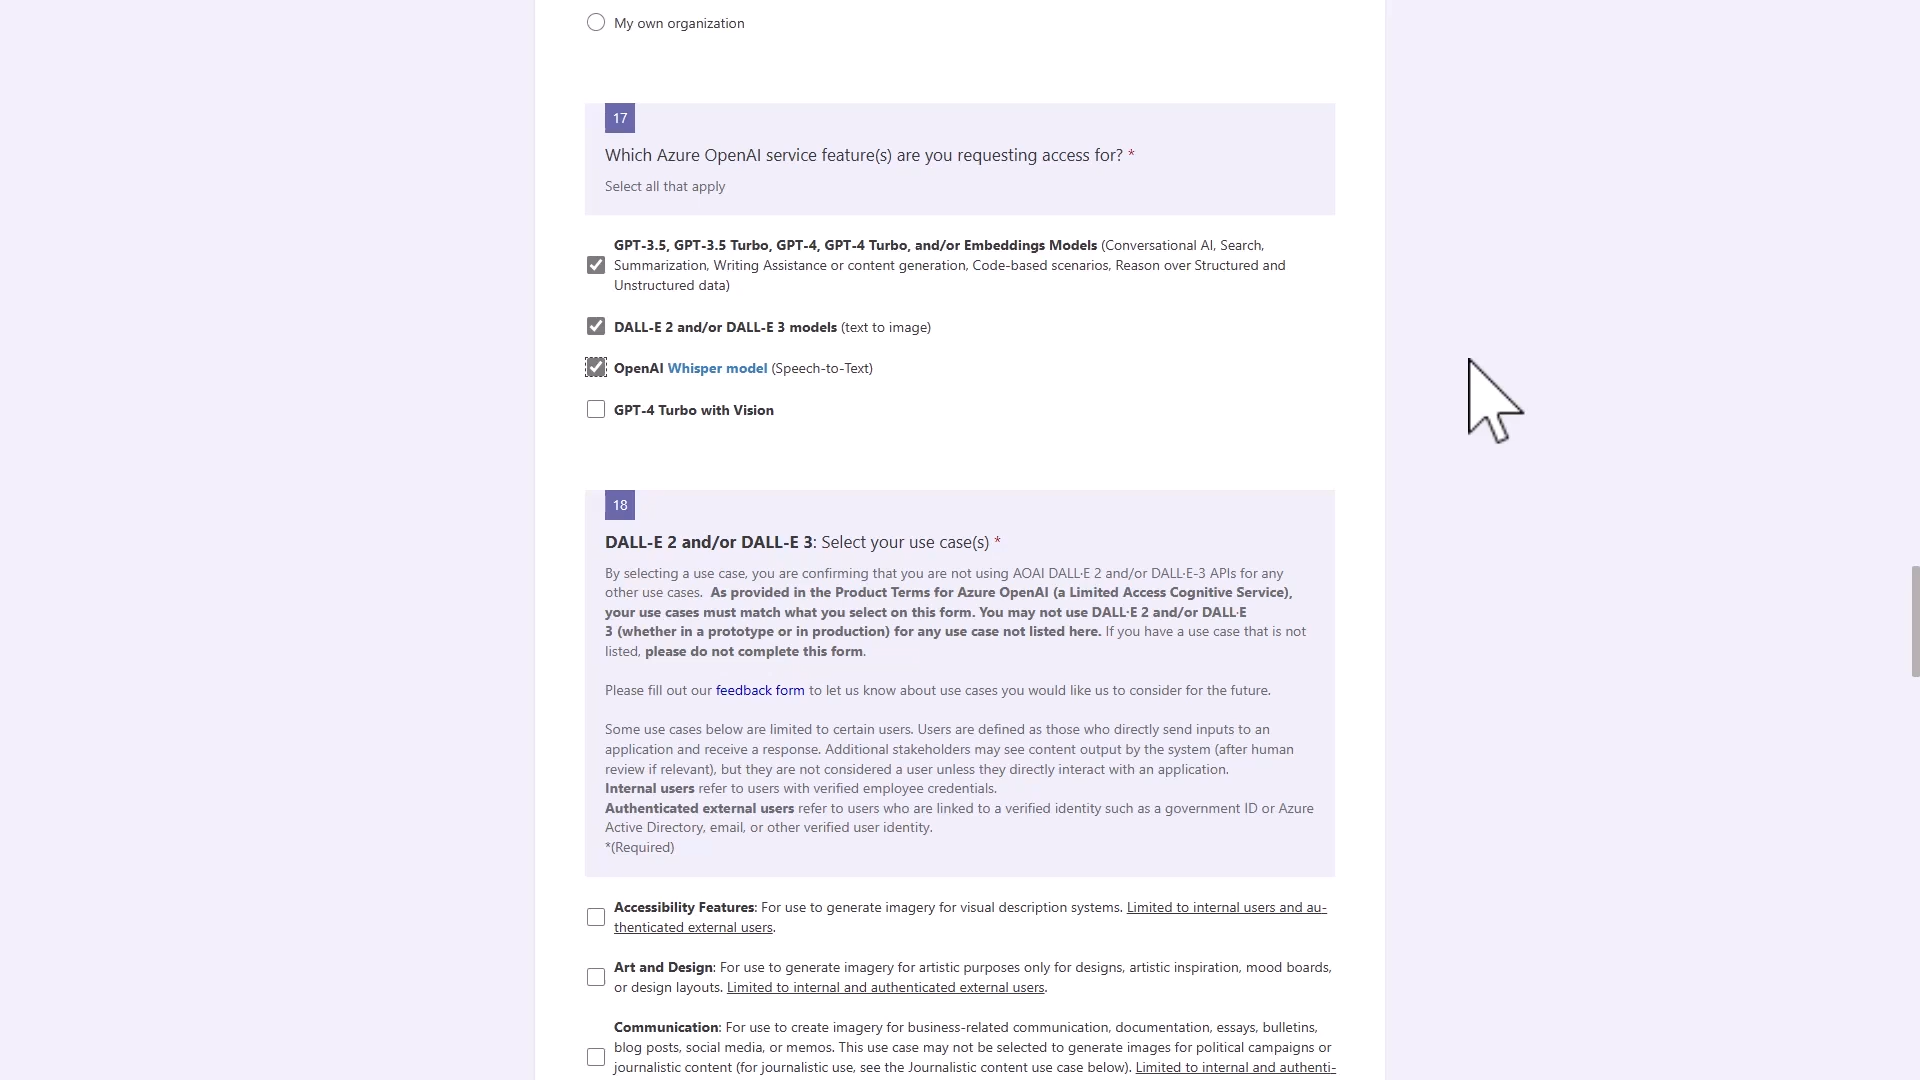 My own organization
17
Which Azure OpenAI service feature(s) are you requesting access for? *
Select all that apply
GPT-3.5, GPT-3.5 Turbo, GPT-4, GPT-4 Turbo, and/or Embeddings Models (Conversational AI, Search,
Summarization, Writing Assistance or content generation, Code-based scenarios, Reason over Structured and
Unstructured data)
DALL-E 2 and/or DALL-E 3 models (text to image)
OpenAI Whisper model (Speech-to-Text)
GPT-4 Turbo with Vision
18
DALL-E 2 and/or DALL-E 3: Select your use case(s) *
By selecting a use case, you are confirming that you are not using AOAI DALL·E 2 and/or DALL·E-3 APIs for any
other use cases. As provided in the Product Terms for Azure OpenAI (a Limited Access Cognitive Service),
your use cases must match what you select on this form. You may not use DALL·E 2 and/or DALL·E
3 (whether in a prototype or in production) for any use case not listed here. If you have a use case that is not
listed, please do not complete this form.
Please fill out our feedback form to let us know about use cases you would like us to consider for the future.
Some use cases below are limited to certain users. Users are defined as those who directly send inputs to an
application and receive a response. Additional stakeholders may see content output by the system (after human
review if relevant), but they are not considered a user unless they directly interact with an application.
Internal users refer to users with verified employee credentials.
Authenticated external users refer to users who are linked to a verified identity such as a government ID or Azure
Active Directory, email, or other verified user identity.
*(Required)
Accessibility Features: For use to generate imagery for visual description systems. Limited to internal users and au-
thenticated external users.
Art and Design: For use to generate imagery for artistic purposes only for designs, artistic inspiration, mood boards,
or design layouts. Limited to internal and authenticated external users.
Communication: For use to create imagery for business-related communication, documentation, essays, bulletins,
blog posts, social media, or memos. This use case may not be selected to generate images for political campaigns or
journalistic content (for journalistic use, see the Journalistic content use case below). Limited to internal and authenti-